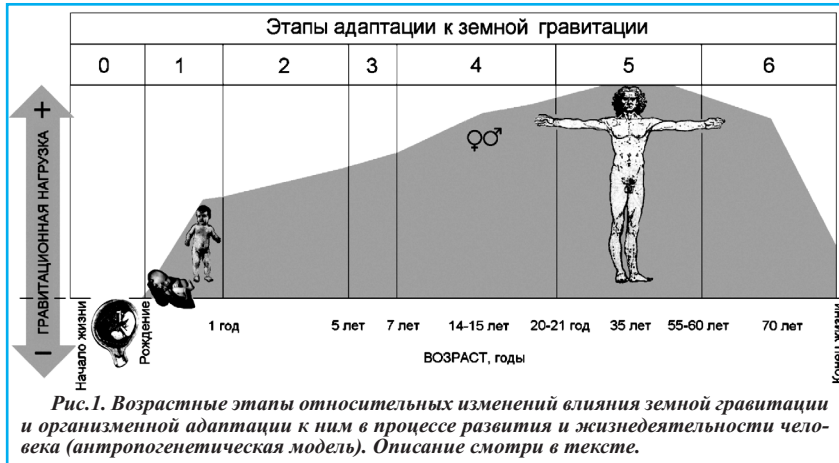 Этапы адаптации к земной гравитации
0 1 2 3 4 5 6
+
ГРАВИТАЦИОННАЯ НАГРУЗКА
–
Начало жизни
Рождение
1 год 5 лет 7 лет 14-15 лет 20-21 год 35 лет 55-60 лет 70 лет
Конец жизни
ВОЗРАСТ, годы
Рис.1. Возрастные этапы относительных изменений влияния земной гравитации
и организменной адаптации к ним в процессе развития и жизнедеятельности чело-
века (антропогенетическая модель). Описание смотри в тексте.